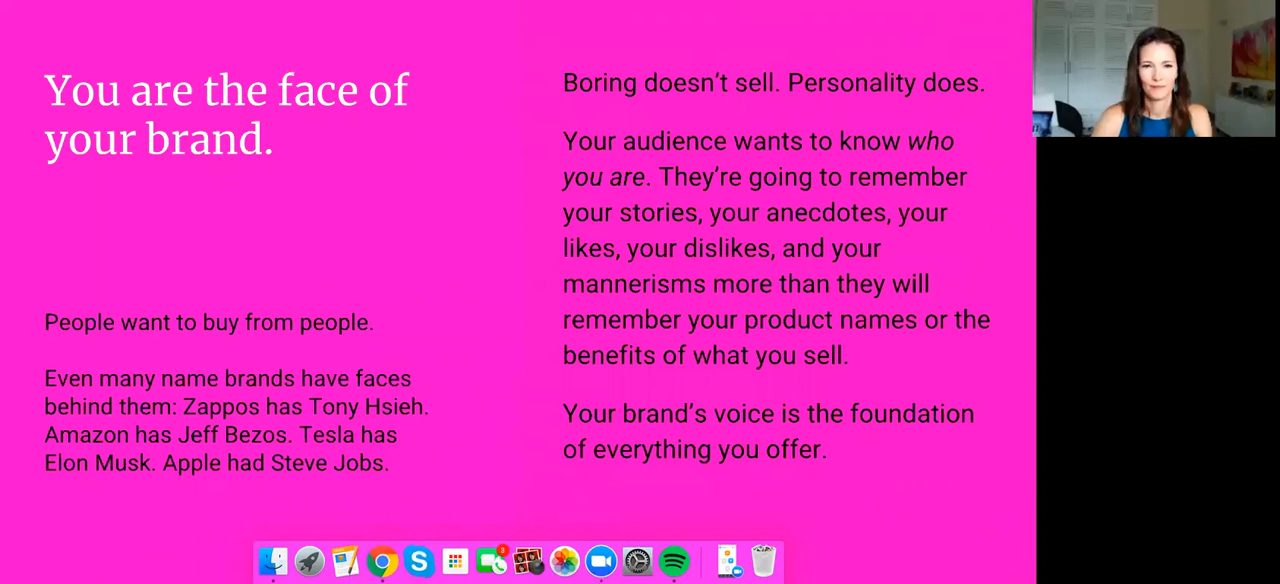 You are the face of
your brand.
People want to buy from people.
Even many name brands have faces
behind them: Zappos has Tony Hsieh.
Amazon has Jeff Bezos. Tesla has
Elon Musk. Apple had Steve Jobs.
Boring doesn't sell. Personality does.
Your audience wants to know who
you are. They're going to remember
your stories, your anecdotes, your
likes, your dislikes, and your
mannerisms more than they will
remember your product names or the
benefits of what you sell.
Your brand's voice is the foundation
of everything you offer.
3